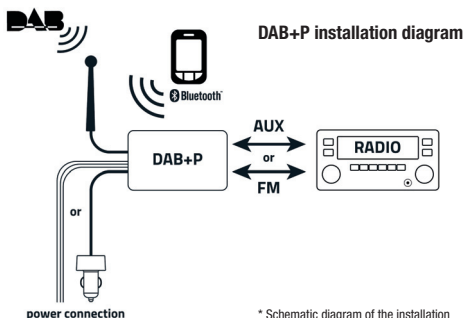 DAB
DAB+P installation diagram
Bluetooth
AUX
DAB+P
or
RADIO
FM
or
power connection
* Schematic diagram of the installation